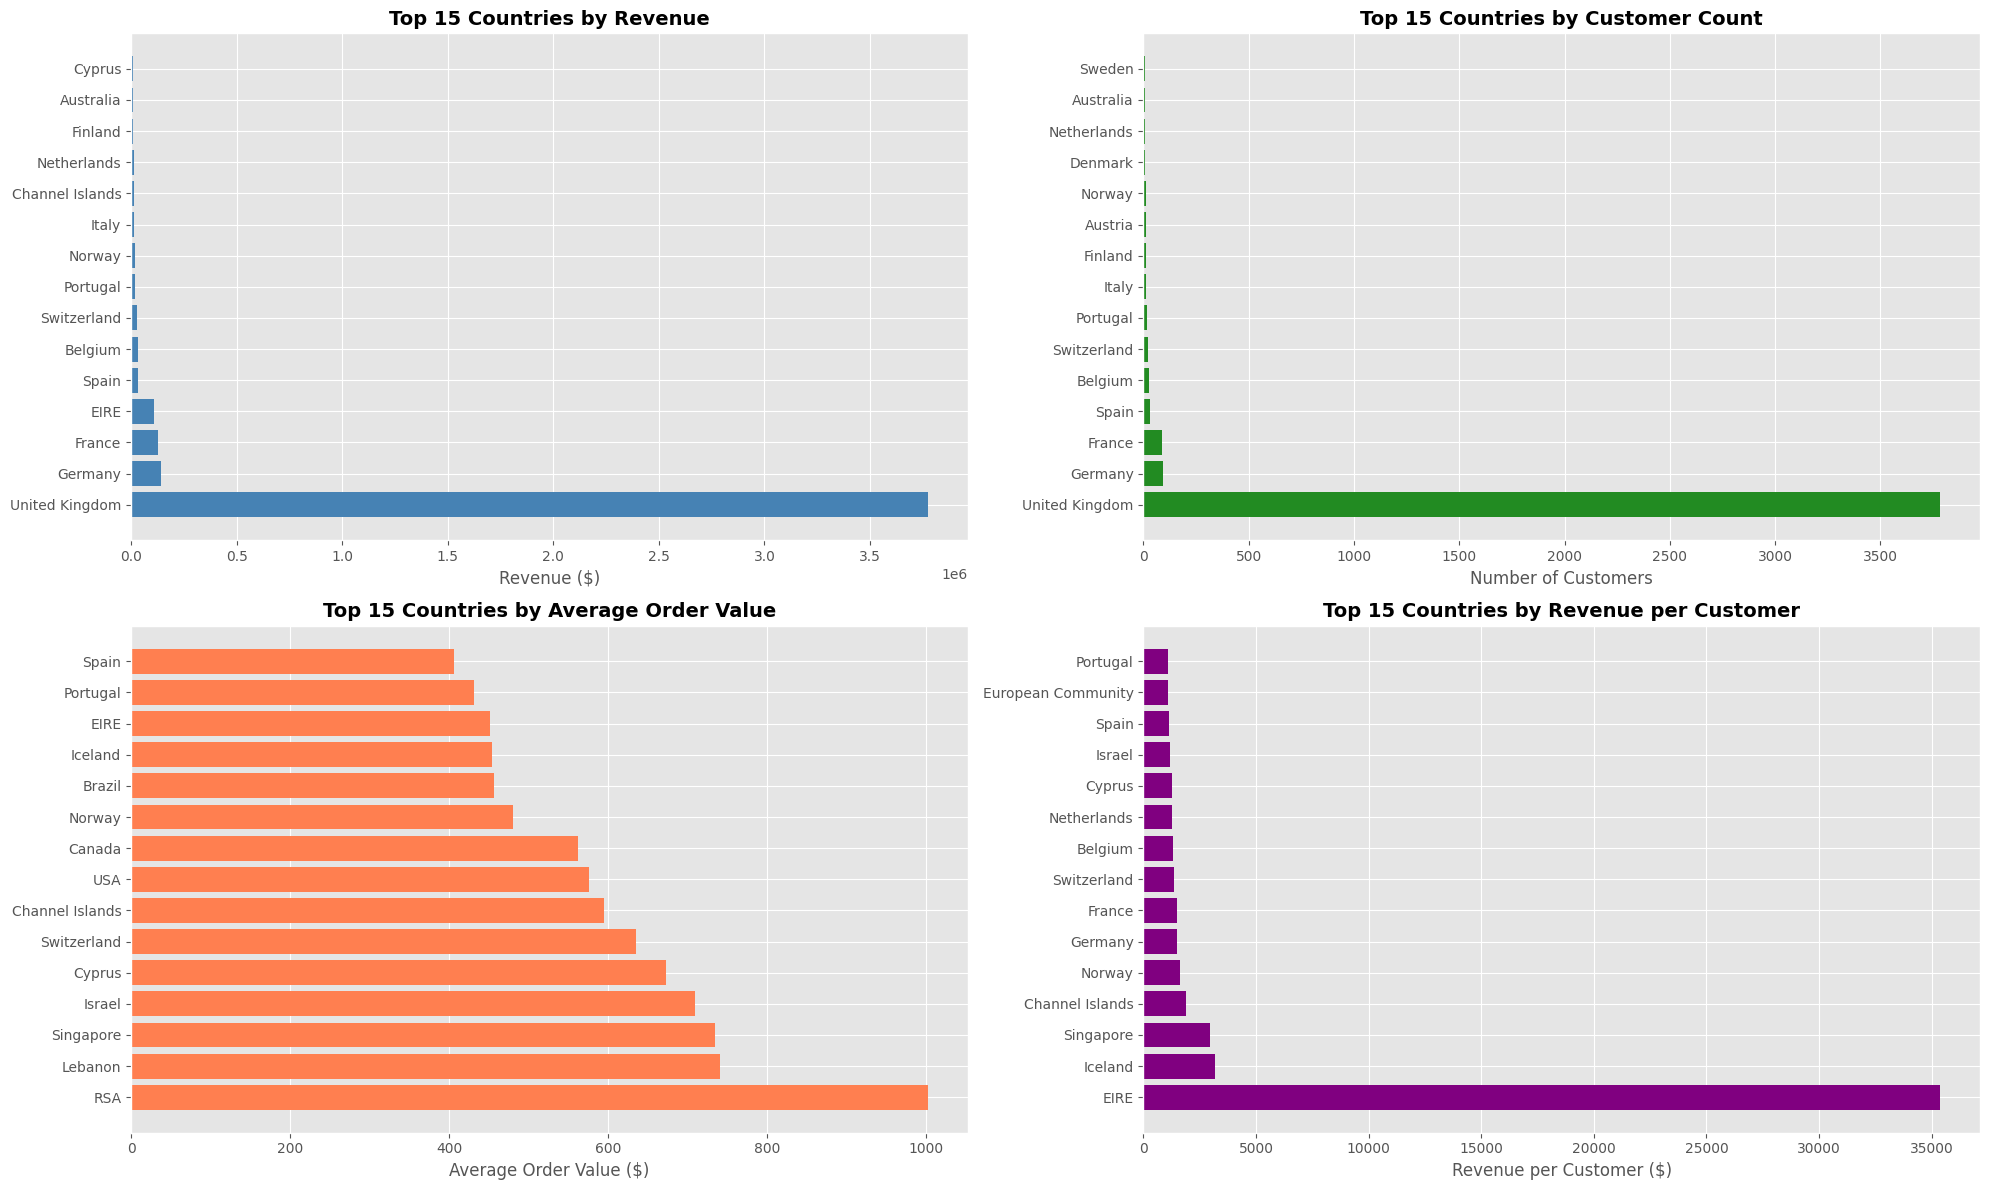 Top 15 Countries by Revenue
Cyprus
Australia
Finland
Netherlands
Channel Islands
Italy
Norway
Portugal
Switzerland
Belgium
Spain
EIRE
France
Germany
United Kingdom
0.0 0.5 1.0 1.5 2.0 2.5 3.0 3.5
1e6
Revenue ($)
Top 15 Countries by Customer Count
Sweden
Australia
Netherlands
Denmark
Norway
Austria
Finland
Italy
Portugal
Switzerland
Belgium
Spain
France
Germany
United Kingdom
0 500 1000 1500 2000 2500 3000 3500
Number of Customers
Top 15 Countries by Average Order Value
Spain
Portugal
EIRE
Iceland
Brazil
Norway
Canada
USA
Channel Islands
Switzerland
Cyprus
Israel
Singapore
Lebanon
RSA
0 200 400 600 800 1000
Average Order Value ($)
Top 15 Countries by Revenue per Customer
Portugal
European Community
Spain
Israel
Cyprus
Netherlands
Belgium
Switzerland
France
Germany
Norway
Channel Islands
Singapore
Iceland
EIRE
0 5000 10000 15000 20000 25000 30000 35000
Revenue per Customer ($)